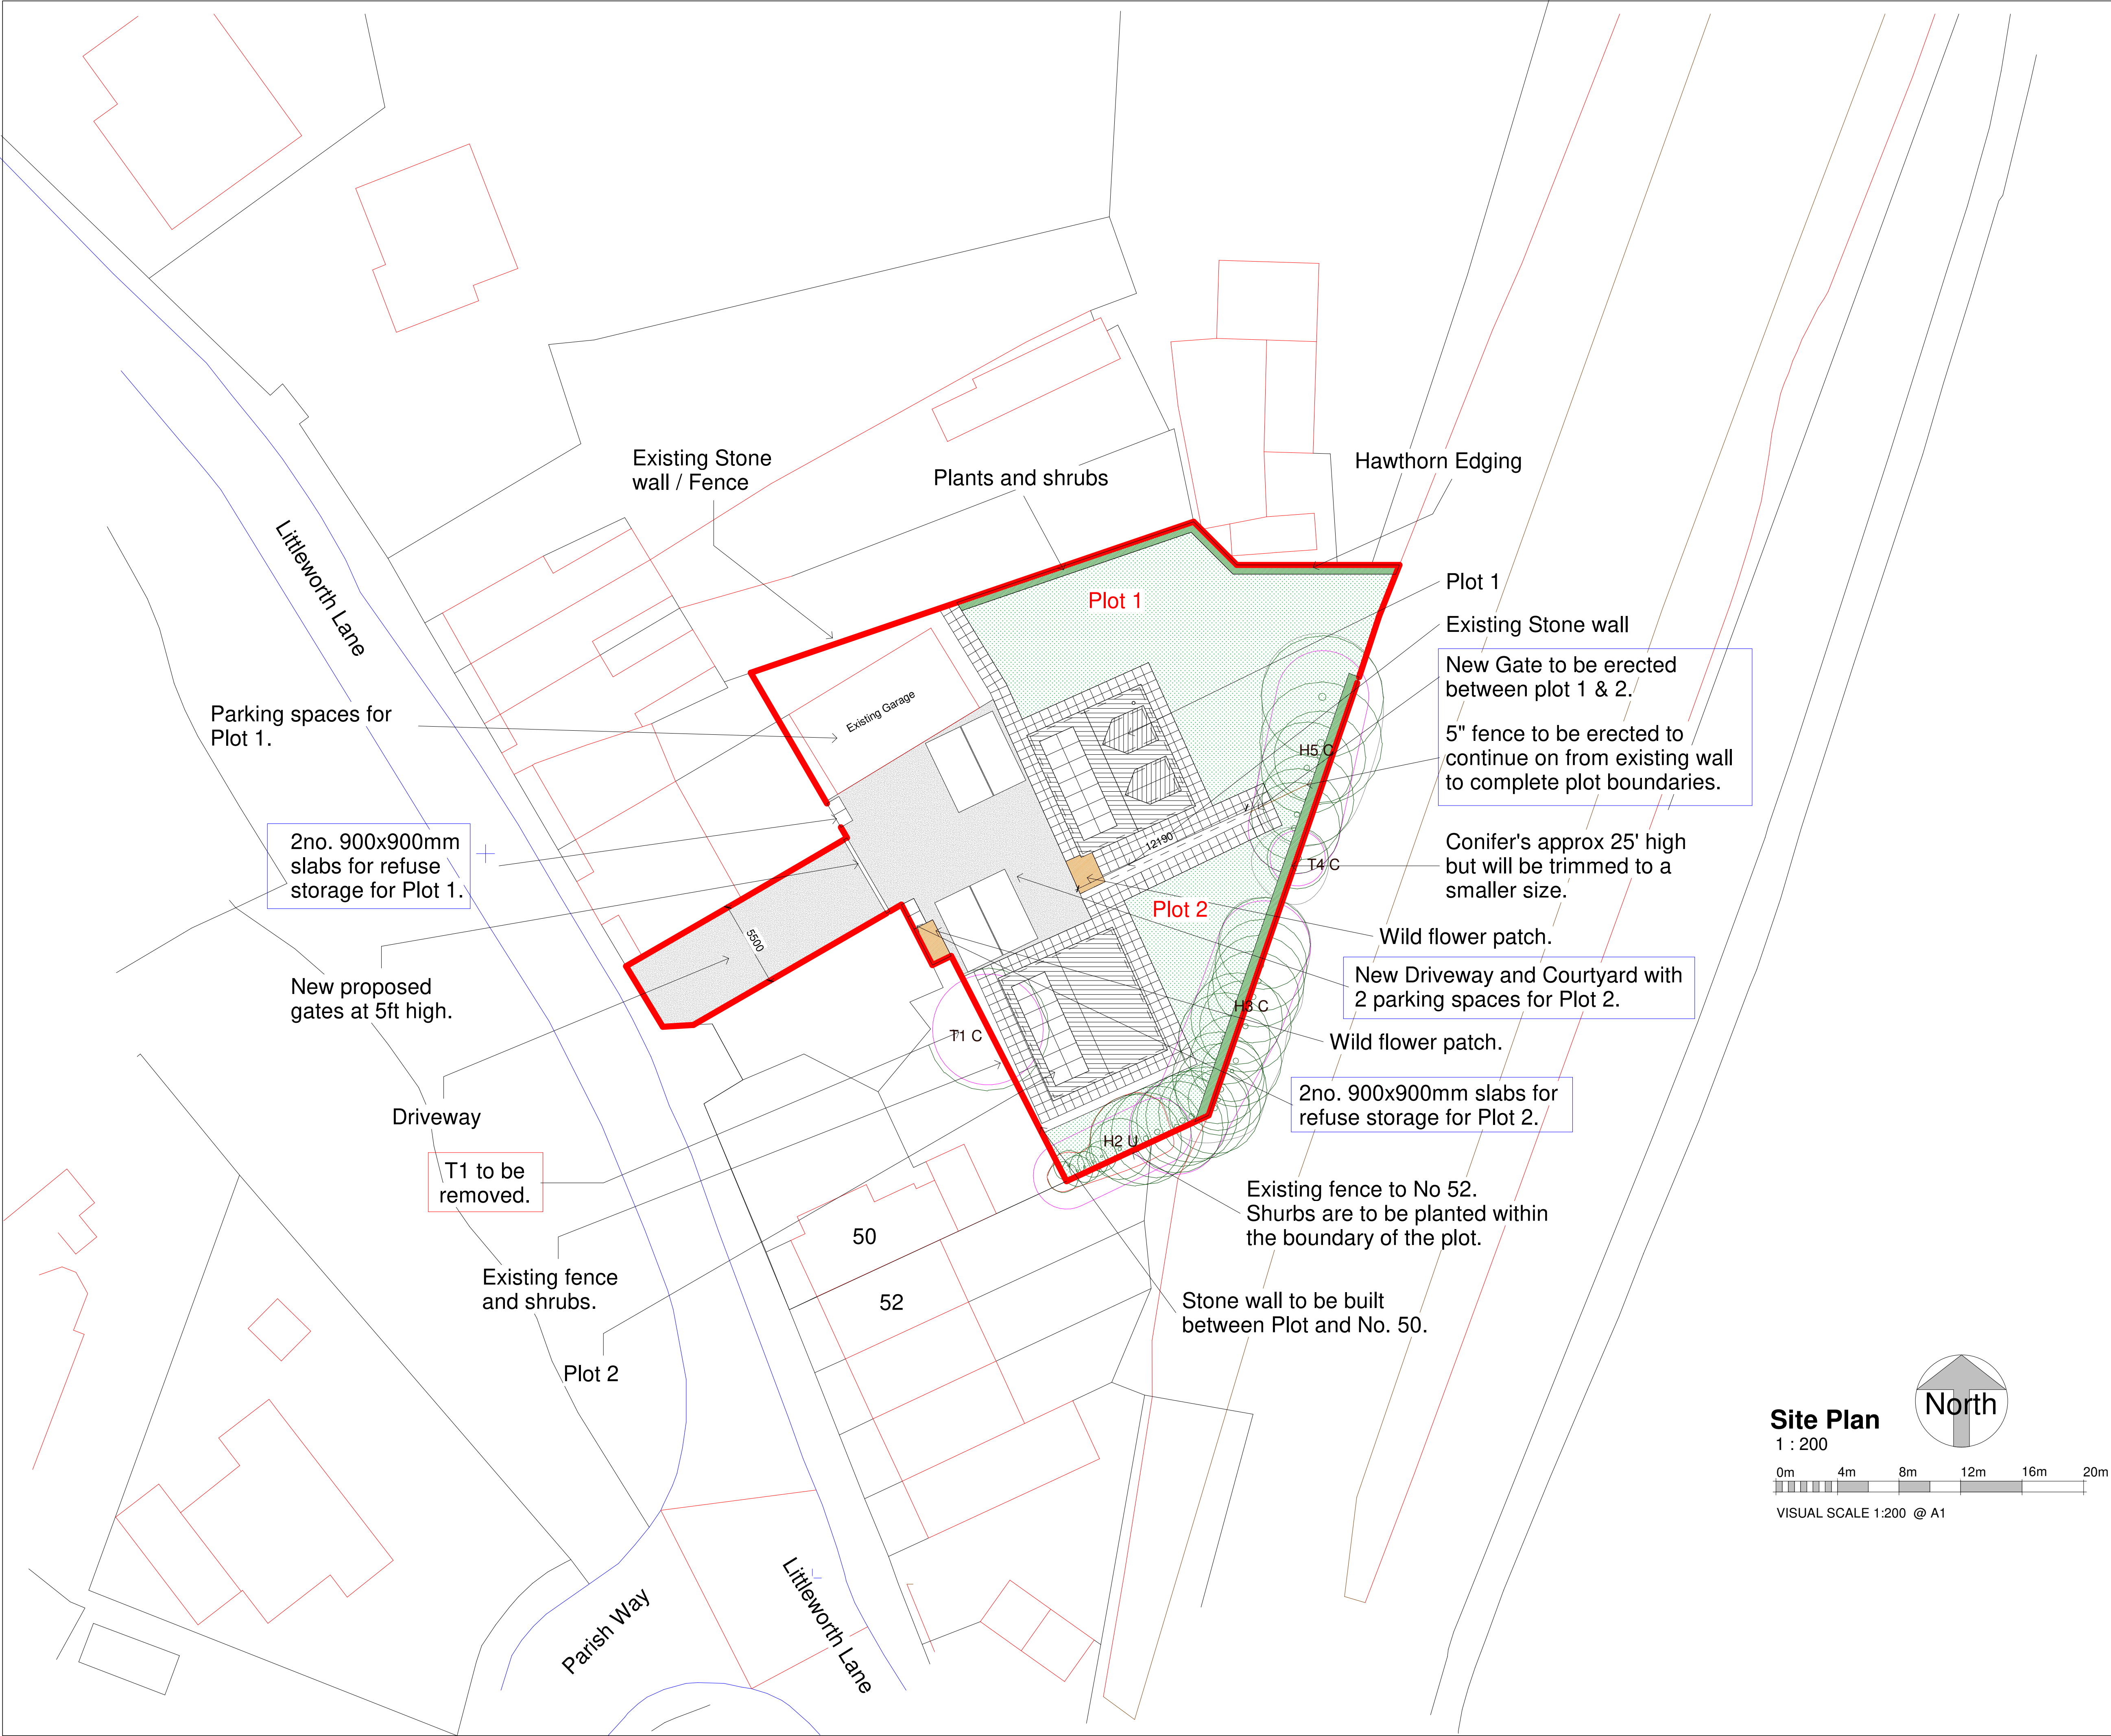 Existing Stone
wall / Fence
Plants and shrubs
Hawthorn Edging
Littleworth Lane
Plot 1
Plot 1
Existing Stone wall
New Gate to be erected
between plot 1 & 2.
5" fence to be erected to
continue on from existing wall
to complete plot boundaries.
Existing Garage
Parking spaces for
Plot 1.
H5 C
2no. 900x900mm
slabs for refuse
storage for Plot 1.
12190
T4 C
Conifer's approx 25' high
but will be trimmed to a
smaller size.
Plot 2
Wild flower patch.
5500
New Driveway and Courtyard with
2 parking spaces for Plot 2.
New proposed
gates at 5ft high.
H3 C
T1 C
Wild flower patch.
Driveway
2no. 900x900mm slabs for
refuse storage for Plot 2.
H2 U
T1 to be
removed.
Existing fence to No 52.
Shurbs are to be planted within
the boundary of the plot.
50
Existing fence
and shrubs.
52
Stone wall to be built
between Plot and No. 50.
Plot 2
North
Site Plan
1 : 200
0m 4m 8m 12m 16m 20m
VISUAL SCALE 1:200 @ A1
Parish Way
Littleworth Lane